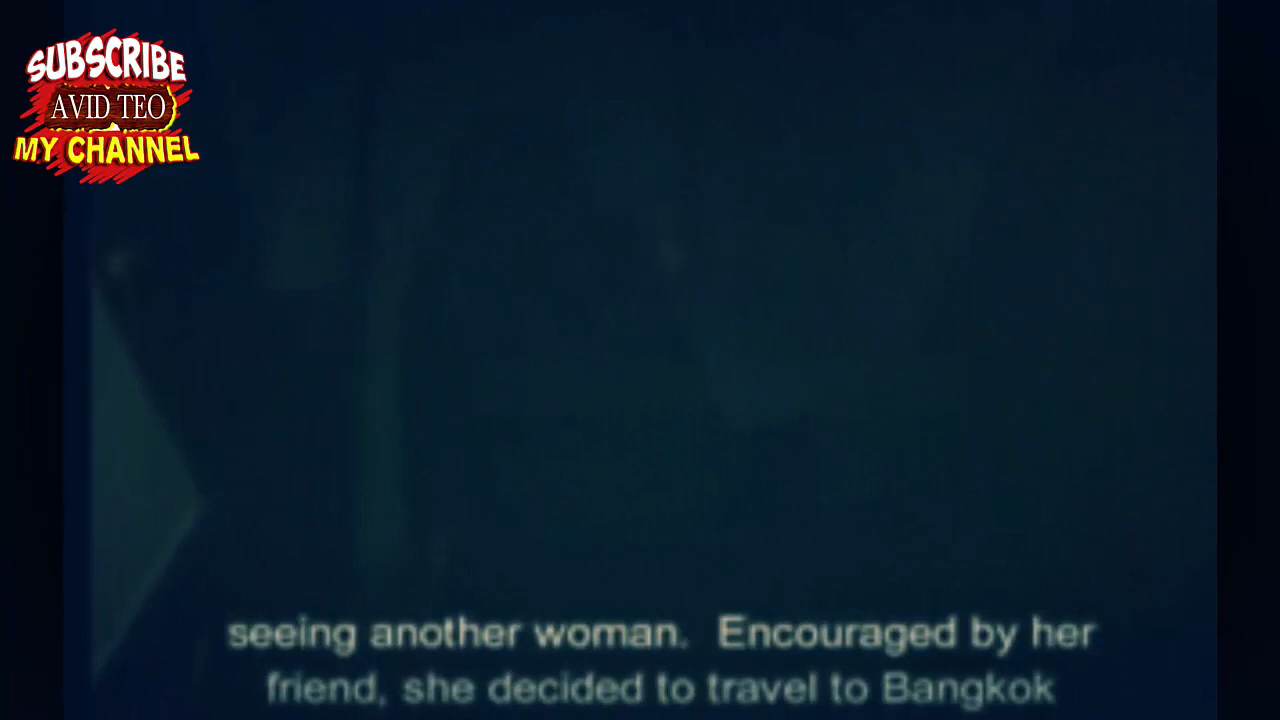 SUBSCRIBE
AVID TEO
MY CHANNEL
seeing another woman.  Encouraged by her
friend, she decided to travel to Bangkok